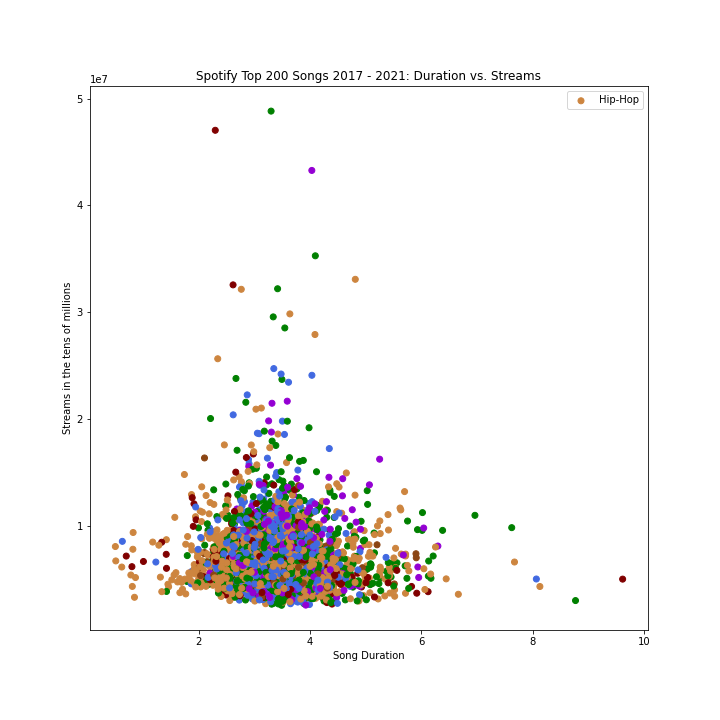 Spotify Top 200 Songs 2017 - 2021: Duration vs. Streams
1e7
Hip-Hop
5
4
3
2
1
Streams in the tens of millions
2 4 6 8 10
Song Duration